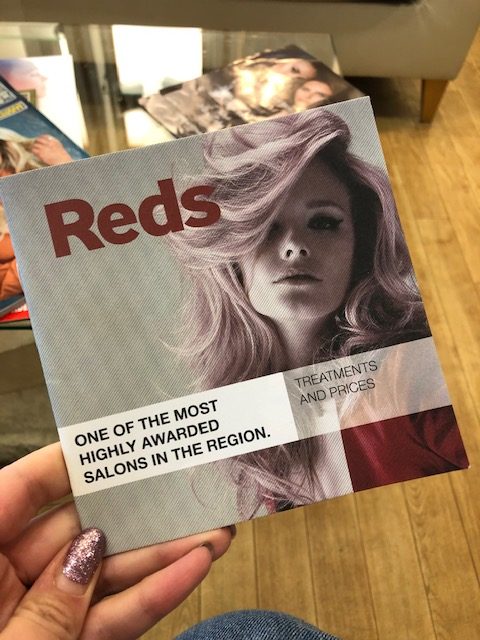 Reds
ONE OF THE MOST
HIGHLY AWARDED
SALONS IN THE REGION.
TREATMENTS
AND PRICES